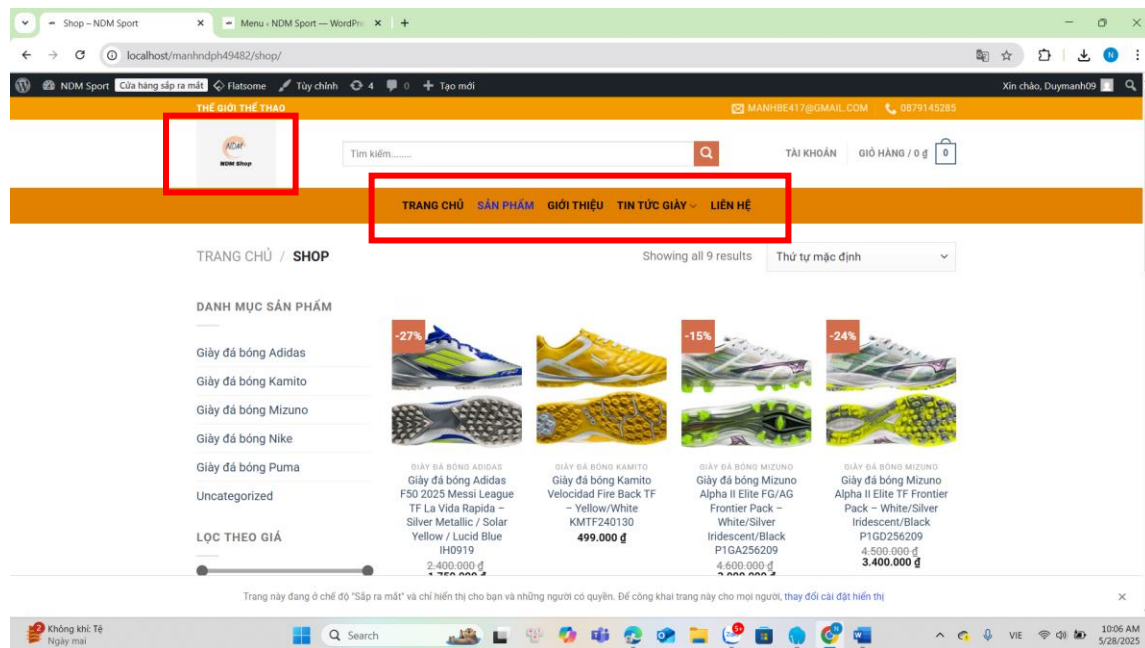 Shop – NDM Sport
Menu ‹ NDM Sport — WordPr
localhost/manhndph49482/shop/
NDM Sport Cửa hàng sắp ra mắt Flatsome Tùy chỉnh 4 0 Tạo mới Xin chào, Duymanh09
THẾ GIỚI THỂ THAO MANHBE417@GMAIL.COM 0879145285
NDM
NDM Shop
Tìm kiếm........ TÀI KHOẢN GIỎ HÀNG / 0 ₫ 0
TRANG CHỦ SẢN PHẨM GIỚI THIỆU TIN TỨC GIÀY LIÊN HỆ
TRANG CHỦ / SHOP Showing all 9 results Thứ tự mặc định
DANH MỤC SẢN PHẨM
Giày đá bóng Adidas
Giày đá bóng Kamito
Giày đá bóng Mizuno
Giày đá bóng Nike
Giày đá bóng Puma
Uncategorized
LỌC THEO GIÁ
-27%
GIÀY ĐÁ BÓNG ADIDAS
Giày đá bóng Adidas
F50 2025 Messi League
TF La Vida Rapida –
Silver Metallic / Solar
Yellow / Lucid Blue
IH0919
2.400.000 ₫
1.750.000 ₫
GIÀY ĐÁ BÓNG KAMITO
Giày đá bóng Kamito
Velocidad Fire Back TF
– Yellow/White
KMTF240130
499.000 ₫
-15%
GIÀY ĐÁ BÓNG MIZUNO
Giày đá bóng Mizuno
Alpha II Elite FG/AG
Frontier Pack –
White/Silver
Iridescent/Black
P1GA256209
4.600.000 ₫
-24%
GIÀY ĐÁ BÓNG MIZUNO
Giày đá bóng Mizuno
Alpha II Elite TF Frontier
Pack – White/Silver
Iridescent/Black
P1GD256209
4.500.000 ₫
3.400.000 ₫
Trang này đang ở chế độ "Sắp ra mắt" và chỉ hiển thị cho bạn và những người có quyền. Để công khai trang này cho mọi người, thay đổi cài đặt hiển thị
Không khí: Tệ
Ngày mai
Search
VIE
10:06 AM
5/28/2025